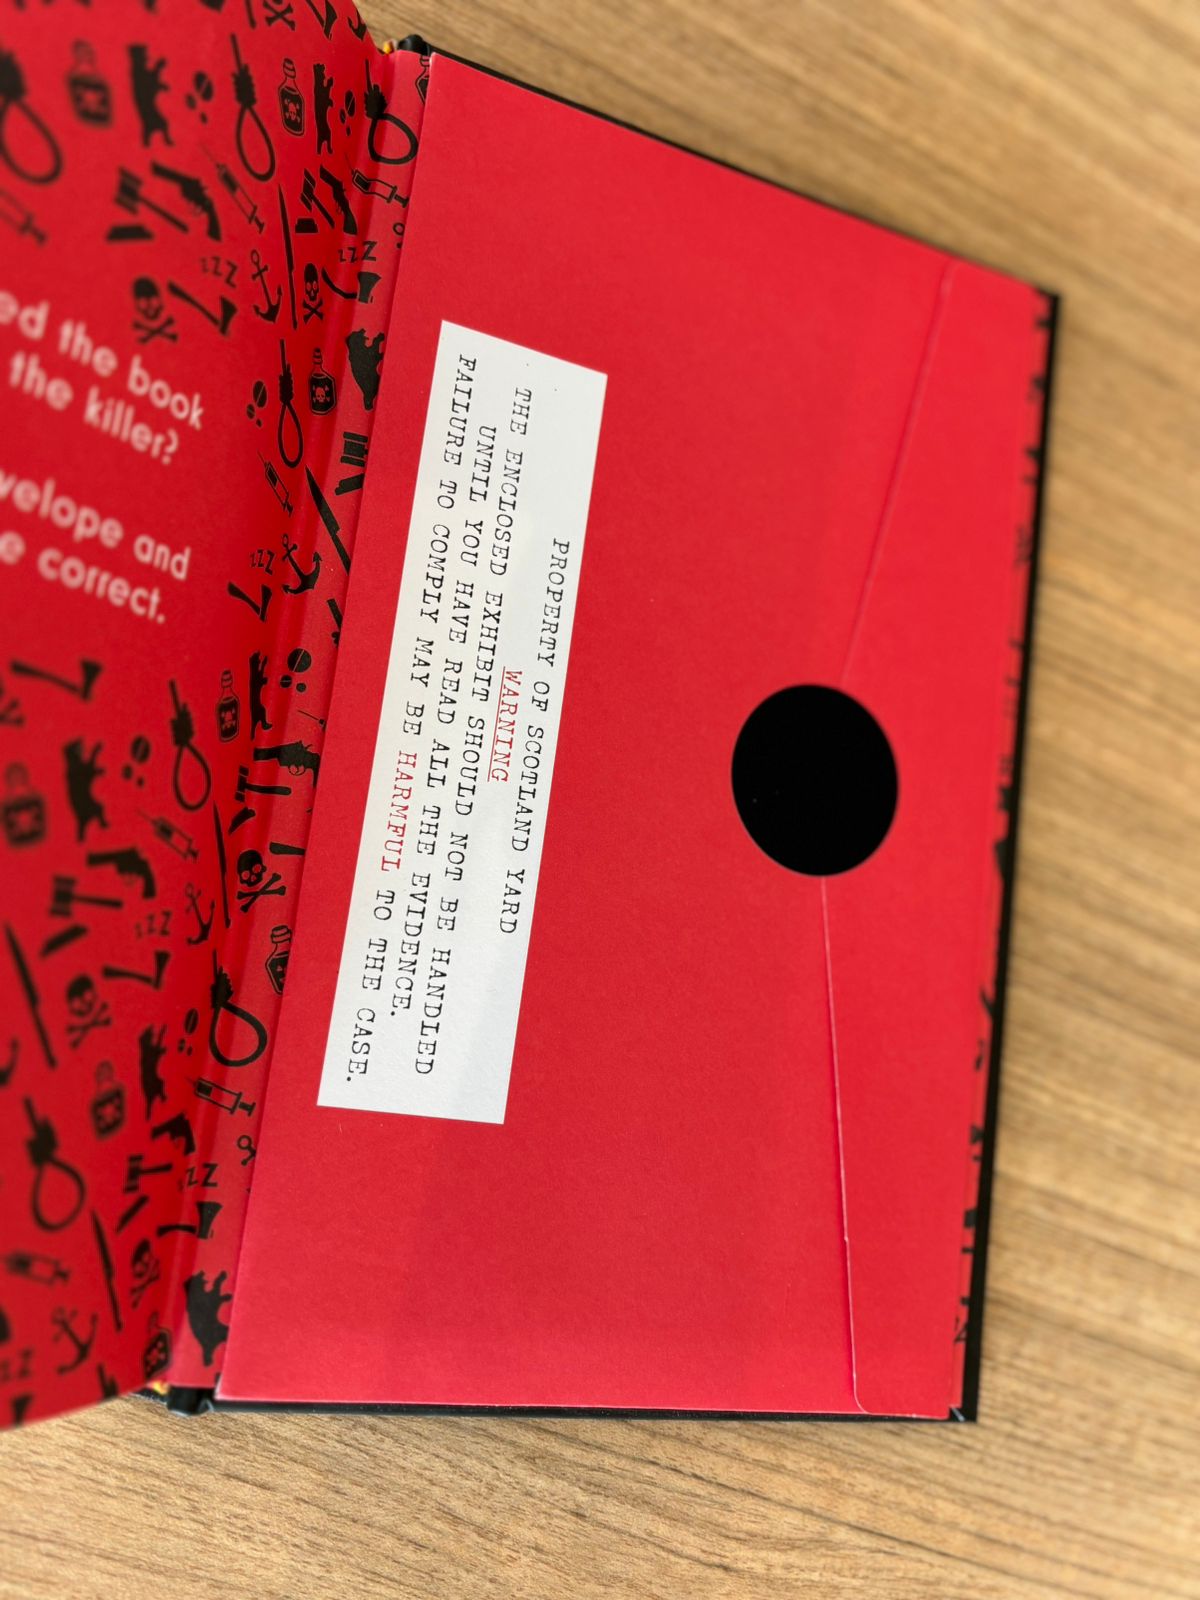 ed the book
the killer?
velope and
e correct.
PROPERTY OF SCOTLAND YARD
WARNING
THE ENCLOSED EXHIBIT SHOULD NOT BE HANDLED
UNTIL YOU HAVE READ ALL THE EVIDENCE.
FAILURE TO COMPLY MAY BE HARMFUL TO THE CASE.